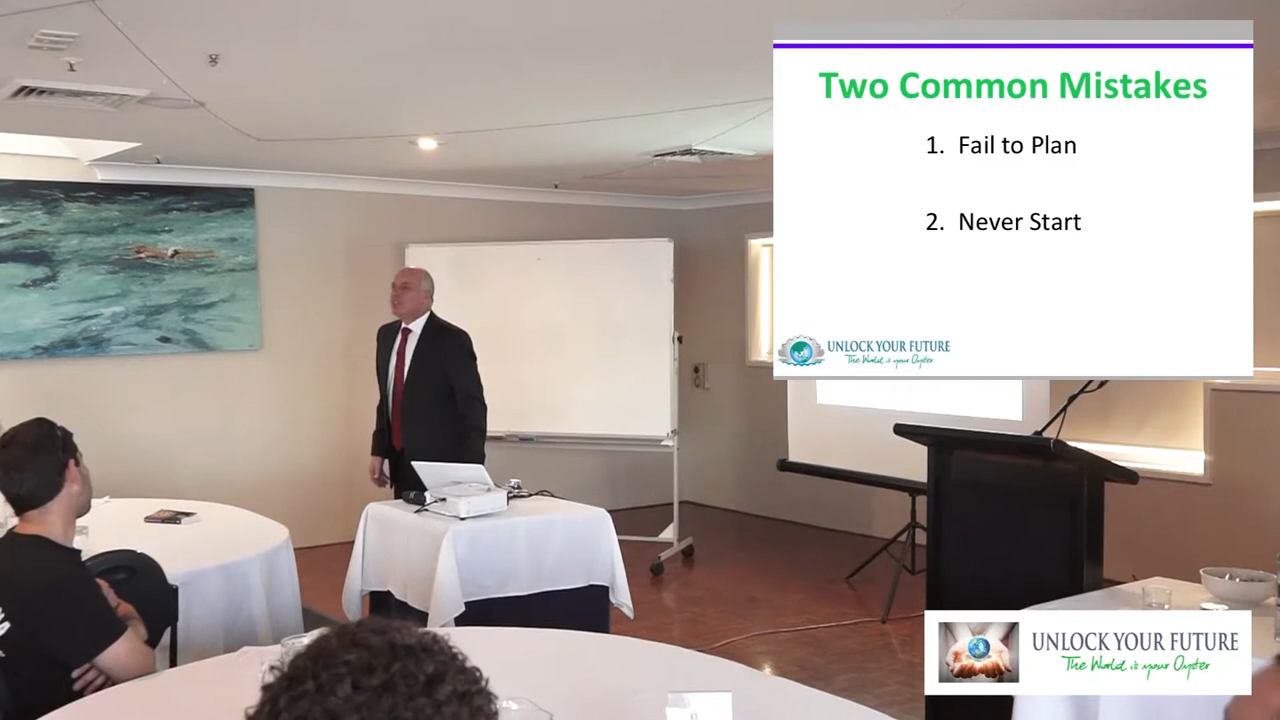 Two Common Mistakes
1. Fail to Plan
2. Never Start
UNLOCK YOUR FUTURE
The World is your Oyster
UNLOCK YOUR FUTURE
The World is your Oyster